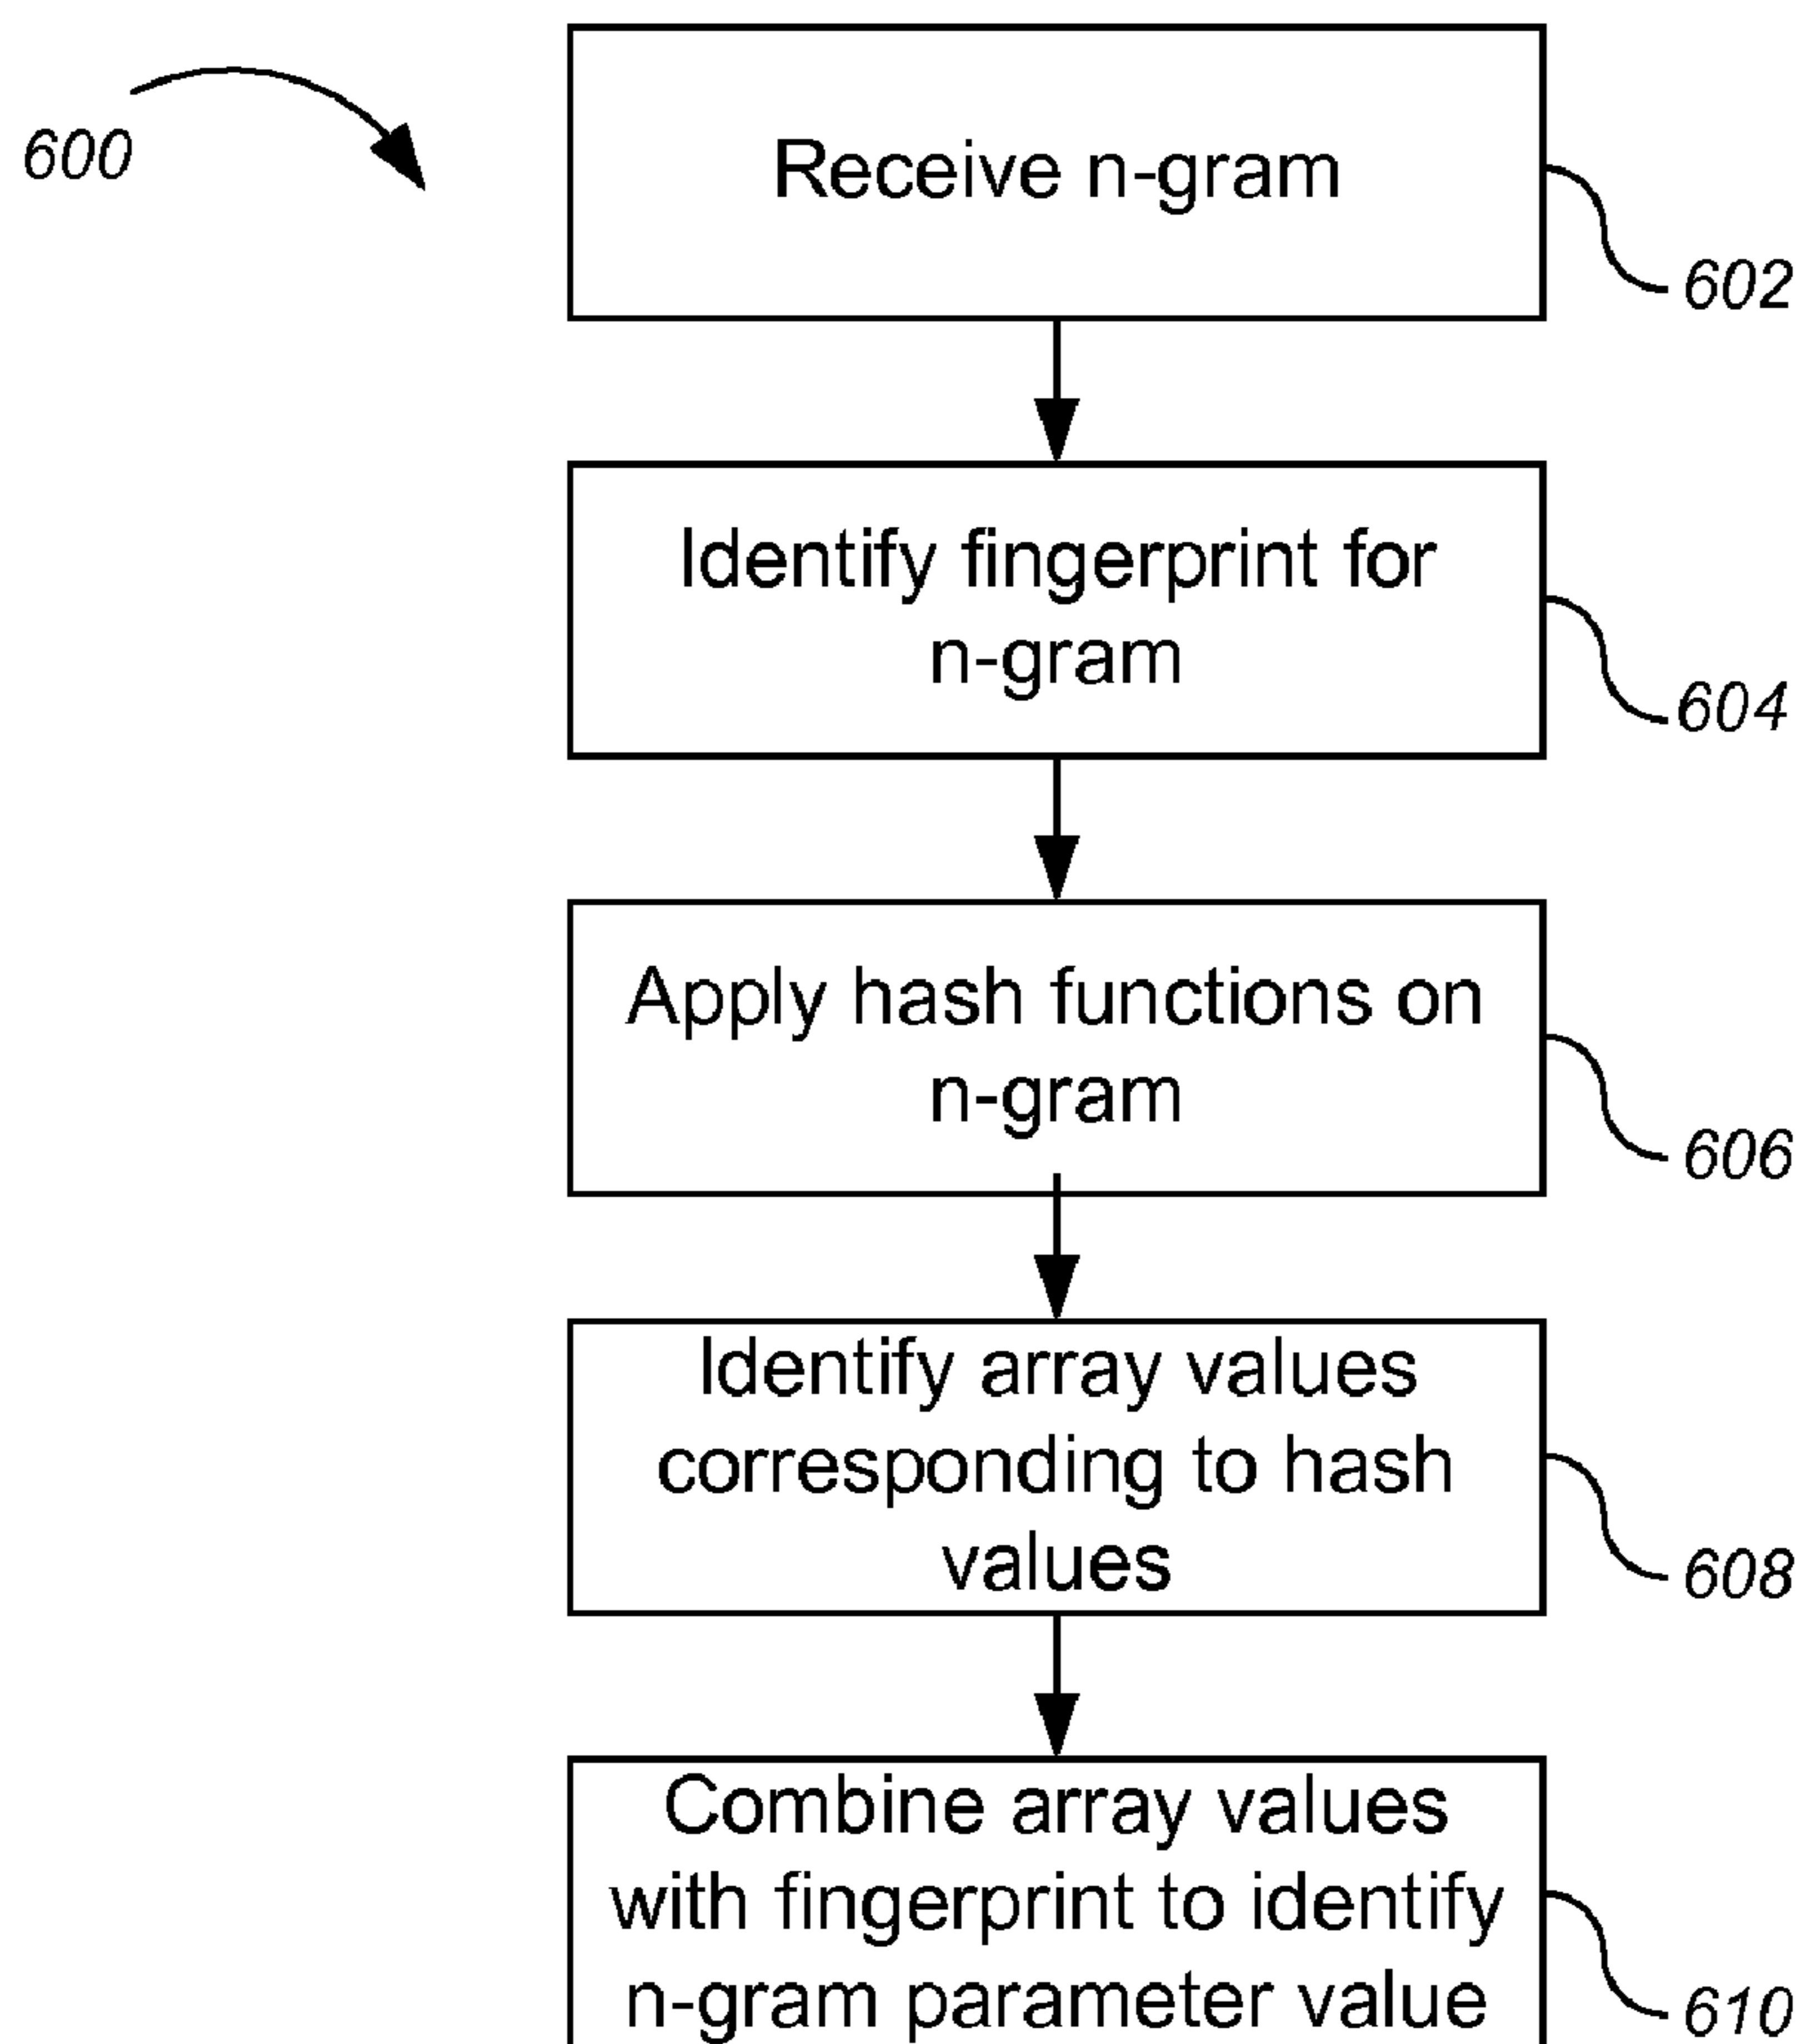 600
Receive n-gram
602
Identify fingerprint for
n-gram
604
Apply hash functions on
n-gram
606
Identify array values
corresponding to hash
values
608
Combine array values
with fingerprint to identify
n-gram parameter value
610